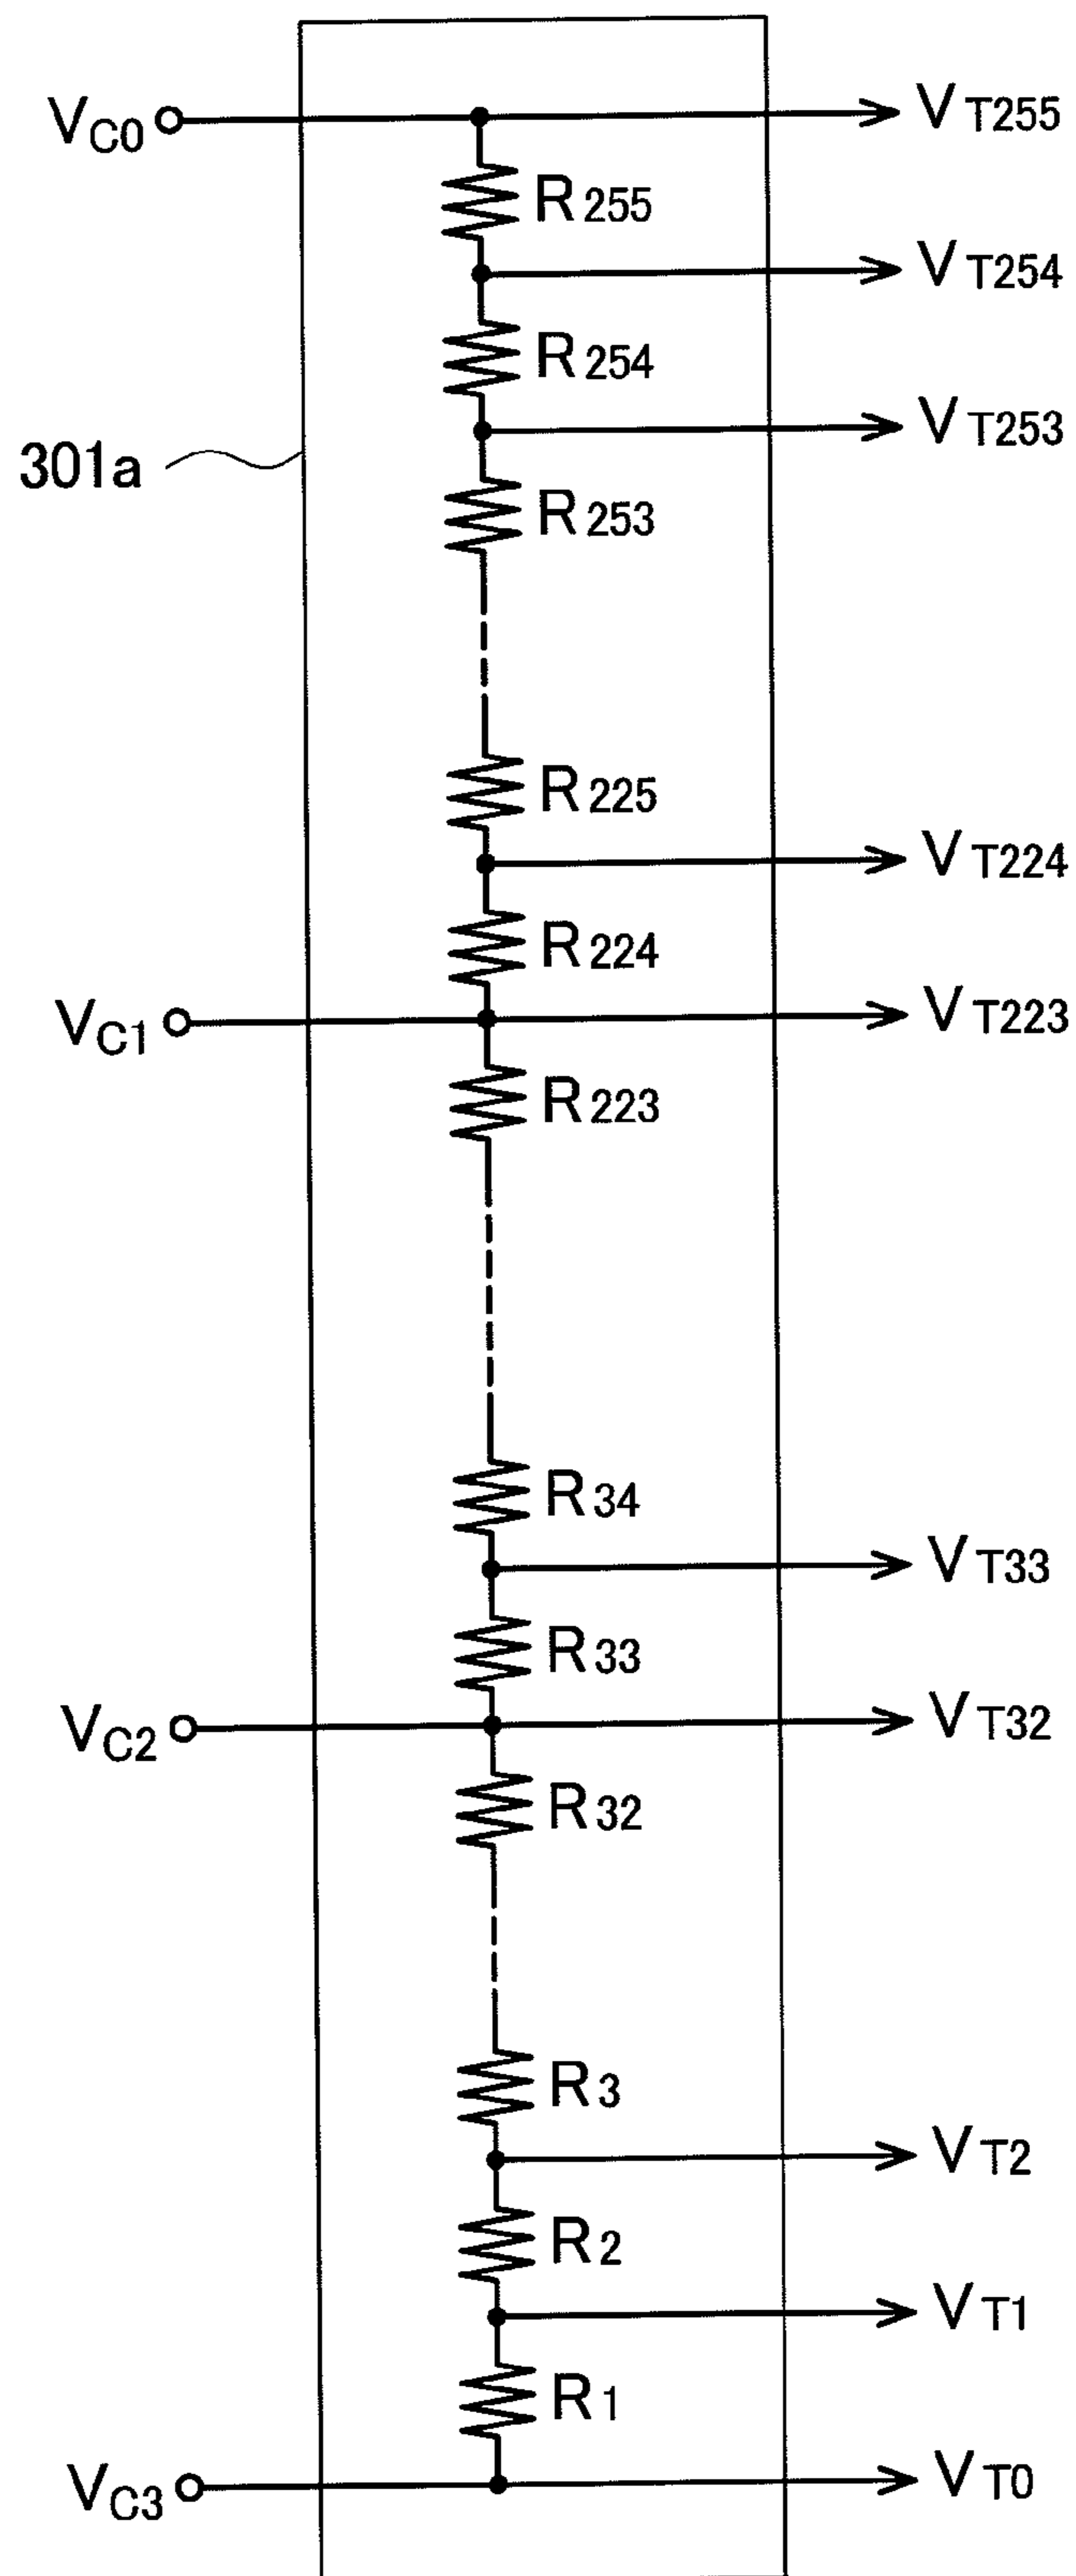 VC0 VT255
R255
VT254
R254
VT253
301a
R253
R225
VT224
R224
VC1 VT223
R223
R34
VT33
R33
VC2 VT32
R32
R3
VT2
R2
VT1
R1
VC3 VT0